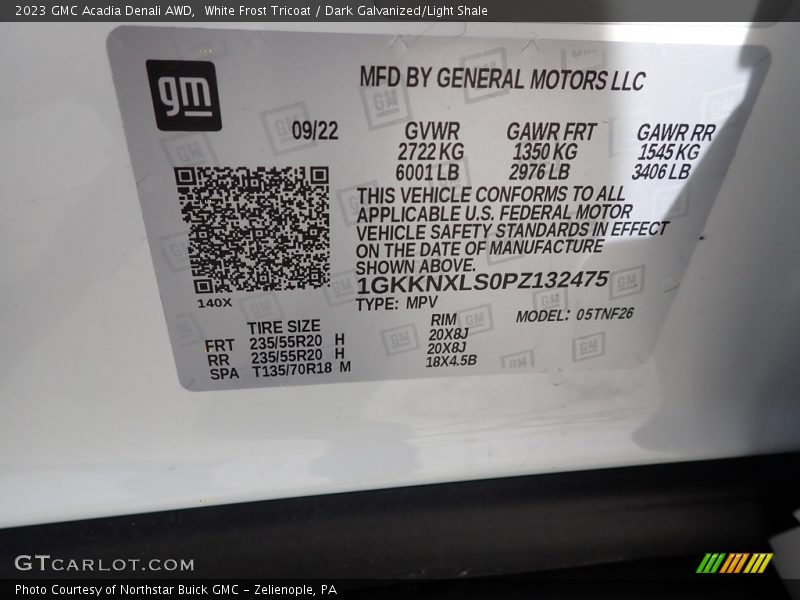 2023 GMC Acadia Denali AWD,  White Frost Tricoat / Dark Galvanized/Light Shale
gm
MFD BY GENERAL MOTORS LLC
09/22
GVWR GAWR FRT GAWR RR
2722 KG 1350 KG 1545 KG
6001 LB 2976 LB 3406 LB
THIS VEHICLE CONFORMS TO ALL
APPLICABLE U.S. FEDERAL MOTOR
VEHICLE SAFETY STANDARDS IN EFFECT
ON THE DATE OF MANUFACTURE
SHOWN ABOVE.
1GKKNXLS0PZ132475
140X
TYPE: MPV MODEL: 05TNF26
TIRE SIZE RIM
FRT 235/55R20 H 20X8J
RR 235/55R20 H 20X8J
SPA T135/70R18 M 18X4.5B
GTCARLOT.COM
Photo Courtesy of Northstar Buick GMC – Zelienople, PA